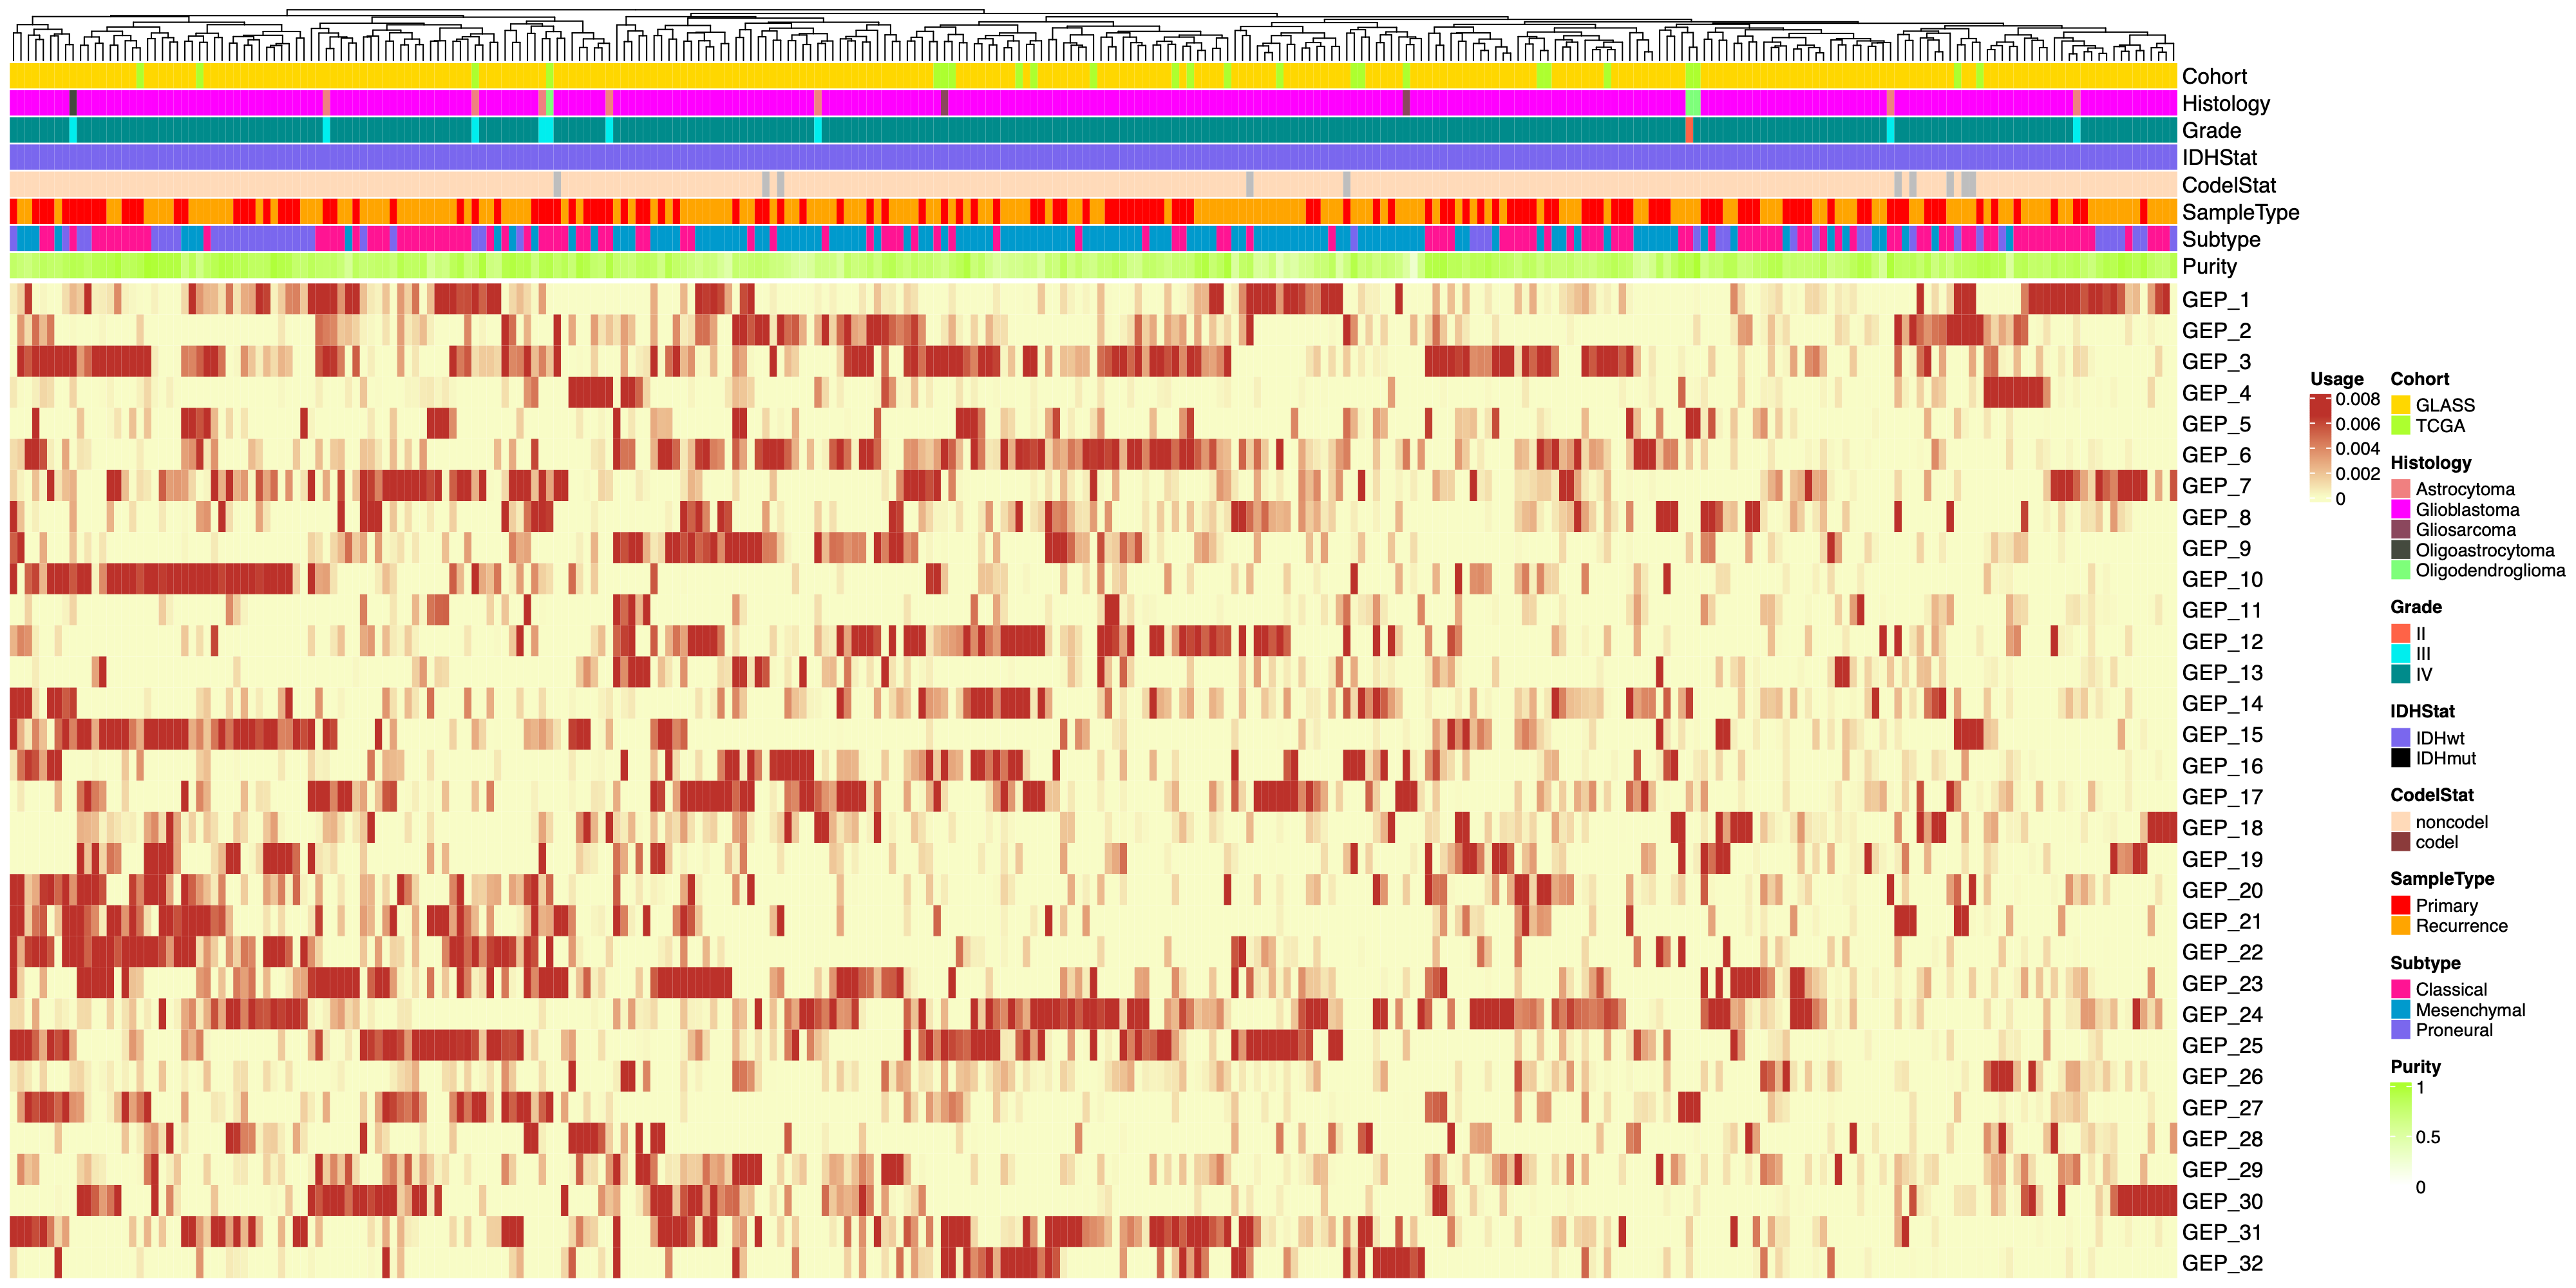 Cohort
Histology
Grade
IDHStat
CodelStat
SampleType
Subtype
Purity
GEP_1
GEP_2
GEP_3
GEP_4
GEP_5
GEP_6
GEP_7
GEP_8
GEP_9
GEP_10
GEP_11
GEP_12
GEP_13
GEP_14
GEP_15
GEP_16
GEP_17
GEP_18
GEP_19
GEP_20
GEP_21
GEP_22
GEP_23
GEP_24
GEP_25
GEP_26
GEP_27
GEP_28
GEP_29
GEP_30
GEP_31
GEP_32
Usage
0.008
0.006
0.004
0.002
0
Cohort
GLASS
TCGA
Histology
Astrocytoma
Glioblastoma
Gliosarcoma
Oligoastrocytoma
Oligodendroglioma
Grade
II
III
IV
IDHStat
IDHwt
IDHmut
CodelStat
noncodel
codel
SampleType
Primary
Recurrence
Subtype
Classical
Mesenchymal
Proneural
Purity
1
0.5
0